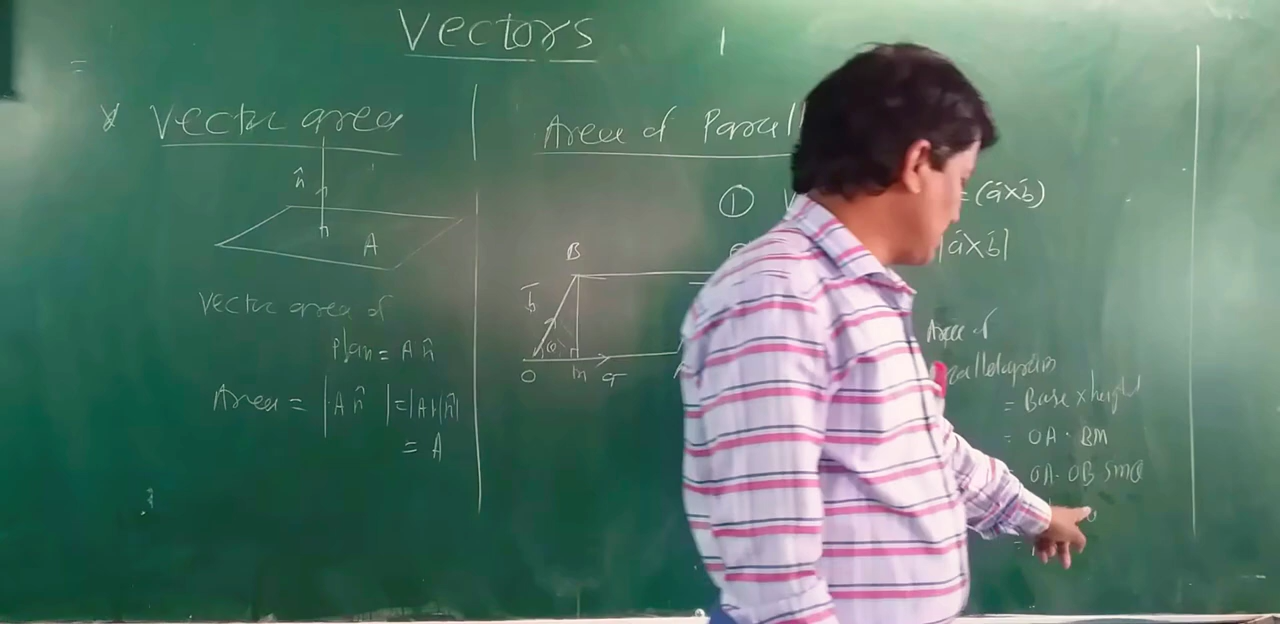 Vectors
Vector area
n̂
A
Vector area of
Plan = A n̂
Area = |A n̂| = |A| |n̂|
= A
Area of Parall
① = (a̅×b̅)
|a̅×b̅|
B
b̅
θ
O M a̅
Area of
= Base × height
= OA · BM
OA · OB Sinθ